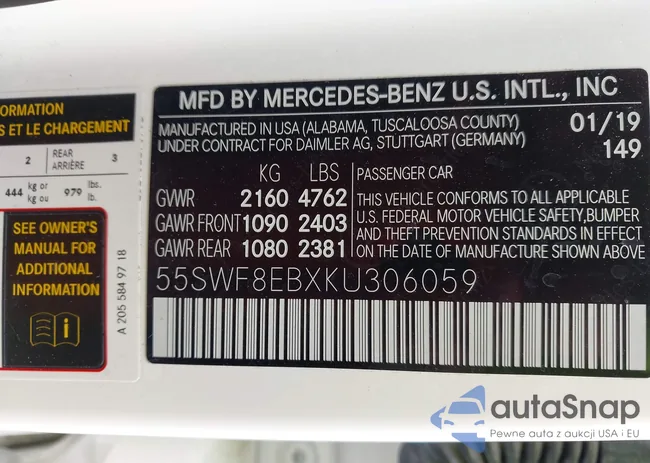 ORMATION
S ET LE CHARGEMENT
2 REAR ARRIÈRE 3
444 kg or kg ou 979 lbs. lb.
SEE OWNER'S
MANUAL FOR
ADDITIONAL
INFORMATION
A 205 584 97 18
MFD BY MERCEDES-BENZ U.S. INTL., INC
MANUFACTURED IN USA (ALABAMA, TUSCALOOSA COUNTY) 01/19
UNDER CONTRACT FOR DAIMLER AG, STUTTGART (GERMANY) 149
KG LBS
GVWR 2160 4762
GAWR FRONT 1090 2403
GAWR REAR 1080 2381
PASSENGER CAR
THIS VEHICLE CONFORMS TO ALL APPLICABLE
U.S. FEDERAL MOTOR VEHICLE SAFETY, BUMPER
AND THEFT PREVENTION STANDARDS IN EFFECT
ON THE DATE OF MANUFACTURE SHOWN ABOVE
55SWF8EBXKU306059
autaSnap
Pewne auta z aukcji USA i EU